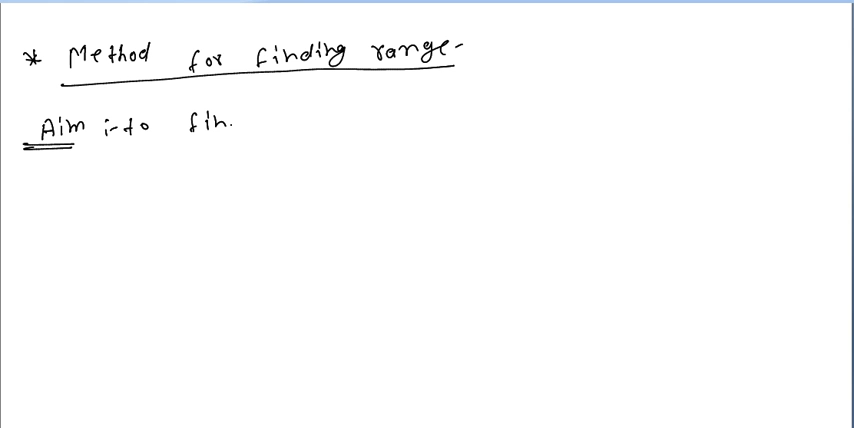 * Method for finding range-
Aim :- to fin.